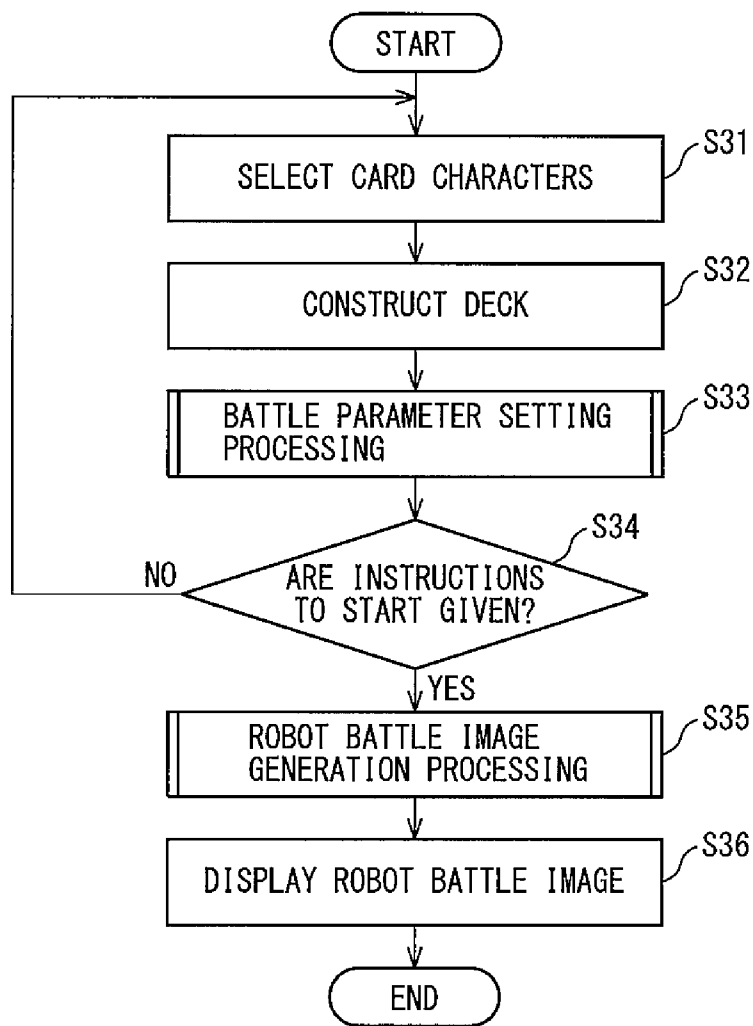 START
S31
SELECT CARD CHARACTERS
S32
CONSTRUCT DECK
S33
BATTLE PARAMETER SETTING
PROCESSING
S34
NO
ARE INSTRUCTIONS
TO START GIVEN?
YES
S35
ROBOT BATTLE IMAGE
GENERATION PROCESSING
S36
DISPLAY ROBOT BATTLE IMAGE
END